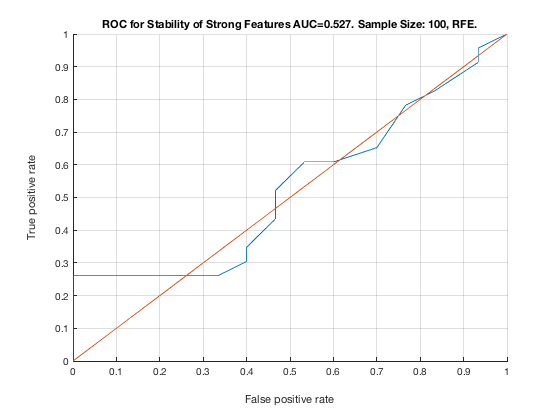 ROC for Stability of Strong Features AUC=0.527. Sample Size: 100, RFE.
1
0.9
0.8
0.7
0.6
0.5
0.4
0.3
0.2
0.1
0
True positive rate
0 0.1 0.2 0.3 0.4 0.5 0.6 0.7 0.8 0.9 1
False positive rate